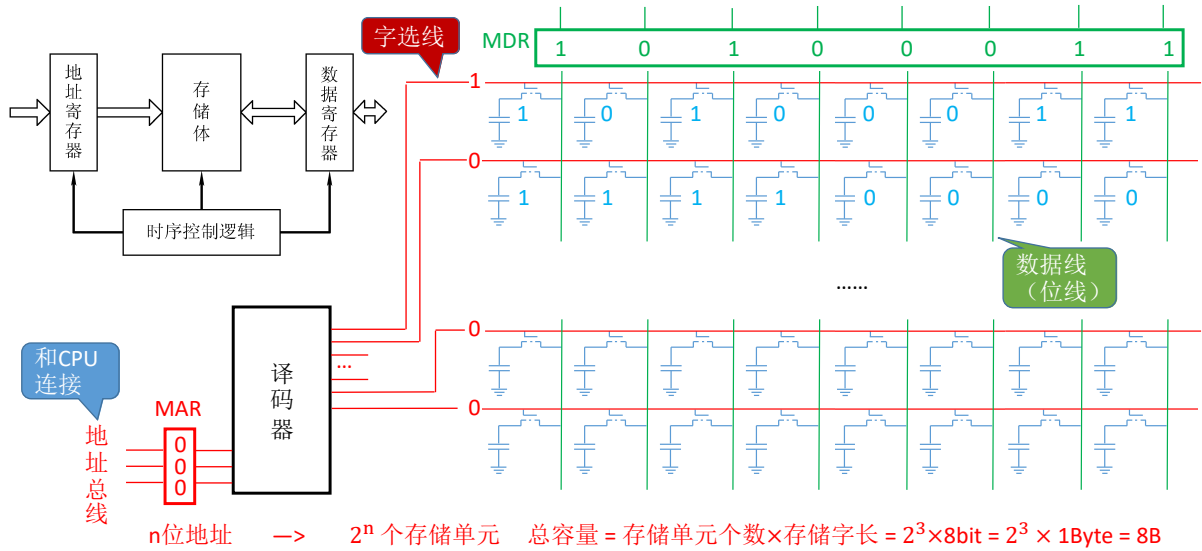 地址寄存器
存储体
数据寄存器
时序控制逻辑
字选线
MDR
1 0 1 0 0 0 1 1
1
1 0 1 0 0 0 1 1
0
1 1 1 1 0 0 0 0
数据线
（位线）
......
0
0
和CPU
连接
地址总线
MAR
0
0
0
译码器
...
n位地址 —> 2ⁿ 个存储单元 总容量 = 存储单元个数×存储字长 = 2³×8bit = 2³ × 1Byte = 8B